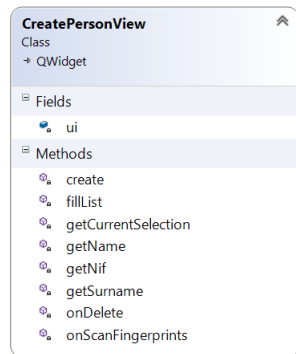 CreatePersonView
Class
QWidget
Fields
ui
Methods
create
fillList
getCurrentSelection
getName
getNif
getSurname
onDelete
onScanFingerprints